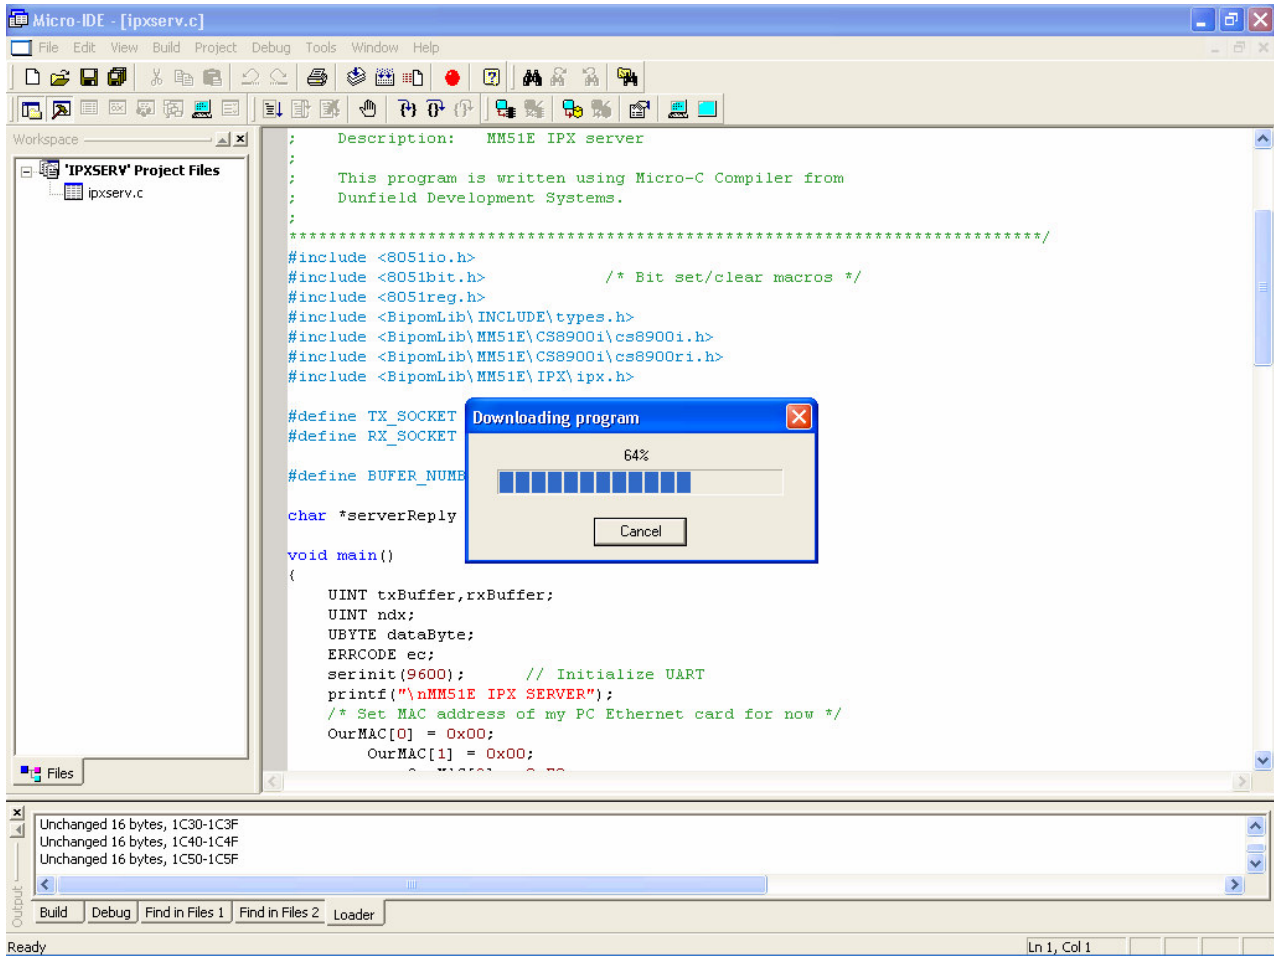 Micro-IDE - [ipxserv.c]
File Edit View Build Project Debug Tools Window Help
Workspace
'IPXSERV' Project Files
ipxserv.c
Files
; Description: MM51E IPX server
;
; This program is written using Micro-C Compiler from
; Dunfield Development Systems.
;
****************************************************************************/
#include <8051io.h>
#include <8051bit.h> /* Bit set/clear macros */
#include <8051reg.h>
#include <BipomLib\INCLUDE\types.h>
#include <BipomLib\MM51E\CS8900i\cs8900i.h>
#include <BipomLib\MM51E\CS8900i\cs8900ri.h>
#include <BipomLib\MM51E\IPX\ipx.h>
#define TX_SOCKET
#define RX_SOCKET
#define BUFER_NUMB
char *serverReply
void main()
{
UINT txBuffer,rxBuffer;
UINT ndx;
UBYTE dataByte;
ERRCODE ec;
serinit(9600); // Initialize UART
printf("\nMM51E IPX SERVER");
/* Set MAC address of my PC Ethernet card for now */
OurMAC[0] = 0x00;
OurMAC[1] = 0x00;
Downloading program
64%
Cancel
Unchanged 16 bytes, 1C30-1C3F
Unchanged 16 bytes, 1C40-1C4F
Unchanged 16 bytes, 1C50-1C5F
Output
Build Debug Find in Files 1 Find in Files 2 Loader
Ready
Ln 1, Col 1